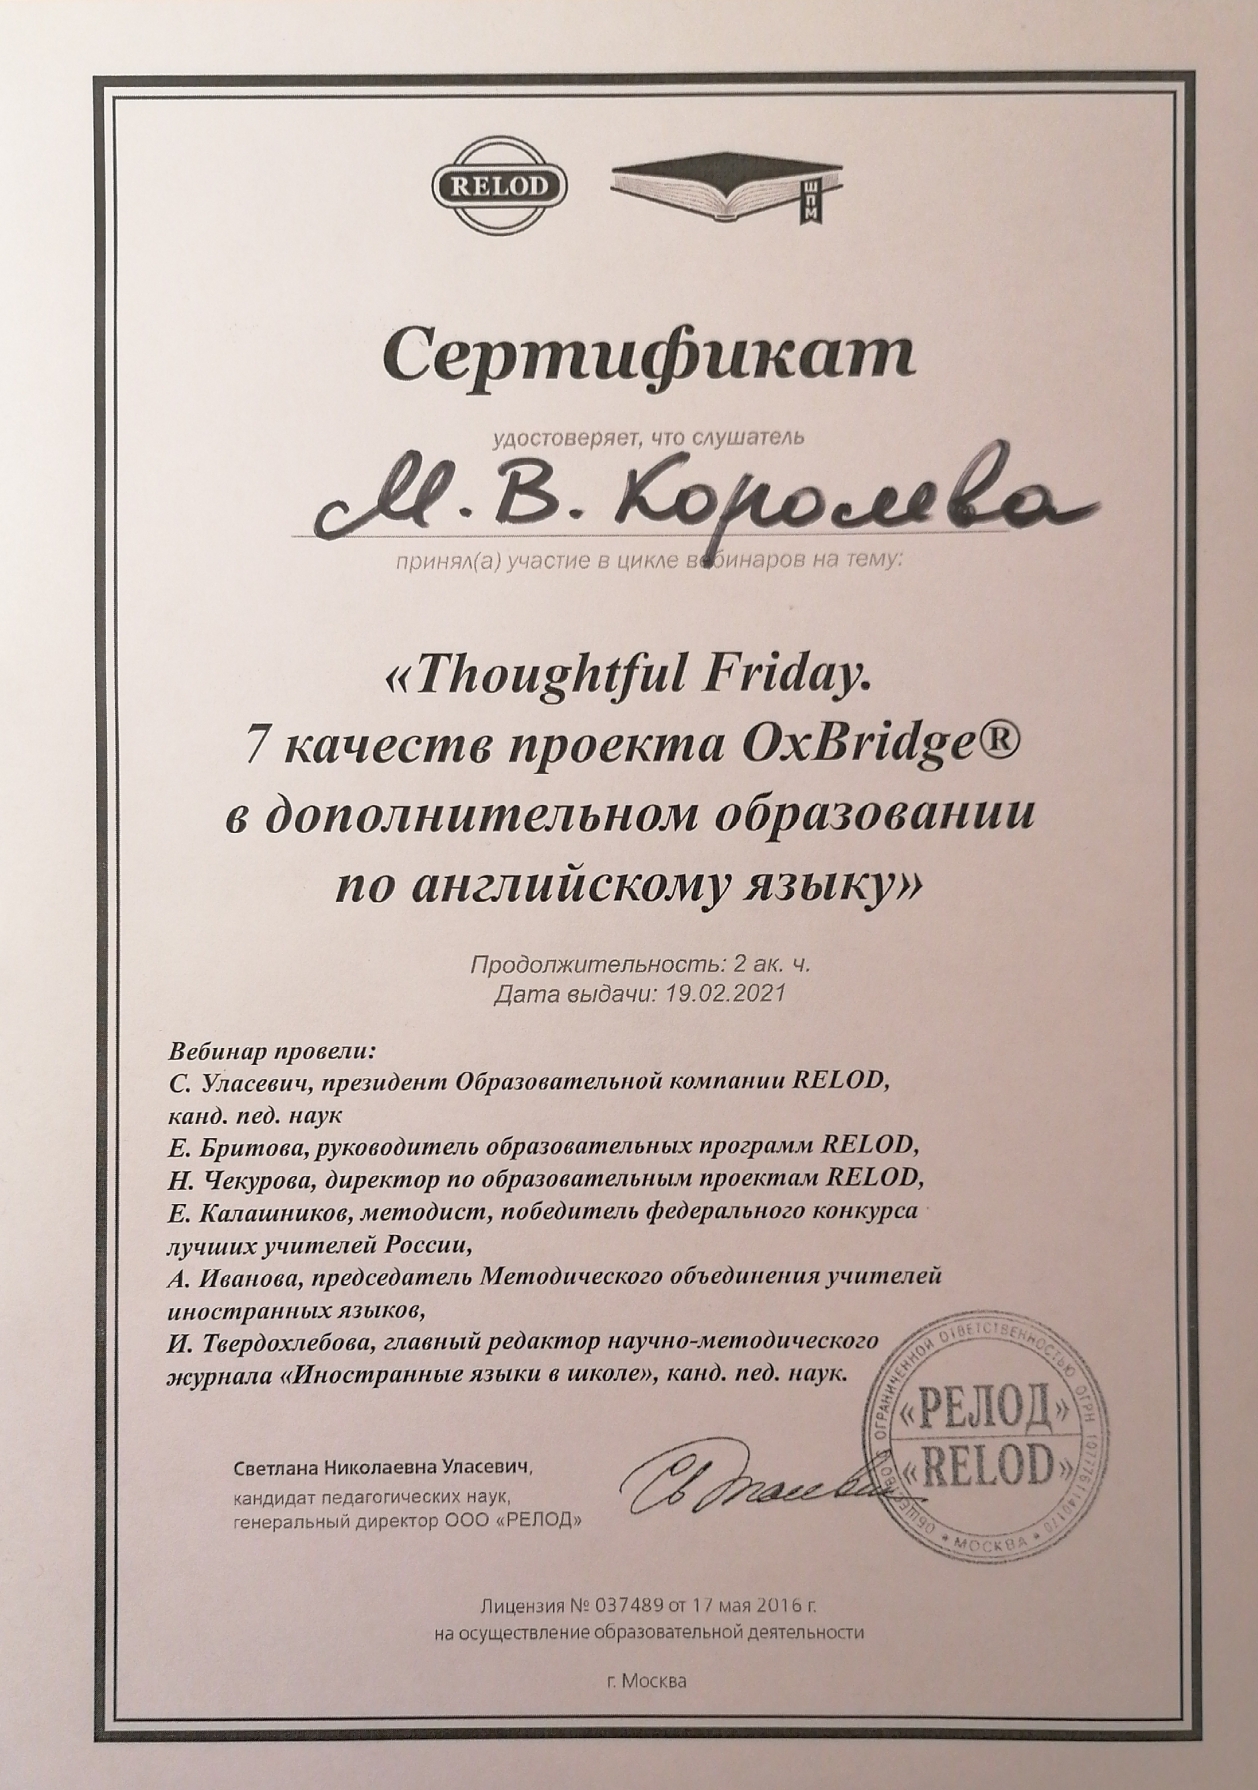 RELOD
ШПМ
Сертификат
удостоверяет, что слушатель
М. В. Королева
принял(а) участие в цикле вебинаров на тему:
«Thoughtful Friday.
7 качеств проекта OxBridge®
в дополнительном образовании
по английскому языку»
Продолжительность: 2 ак. ч.
Дата выдачи: 19.02.2021
Вебинар провели:
С. Уласевич, президент Образовательной компании RELOD,
канд. пед. наук
Е. Бритова, руководитель образовательных программ RELOD,
Н. Чекурова, директор по образовательным проектам RELOD,
Е. Калашников, методист, победитель федерального конкурса
лучших учителей России,
А. Иванова, председатель Методического объединения учителей
иностранных языков,
И. Твердохлебова, главный редактор научно-методического
журнала «Иностранные языки в школе», канд. пед. наук.
Светлана Николаевна Уласевич,
кандидат педагогических наук,
генеральный директор ООО «РЕЛОД»
ОБЩЕСТВО С ОГРАНИЧЕННОЙ ОТВЕТСТВЕННОСТЬЮ ОГРН
«РЕЛОД»
«RELOD»
* МОСКВА *
Лицензия № 037489 от 17 мая 2016 г.
на осуществление образовательной деятельности
г. Москва